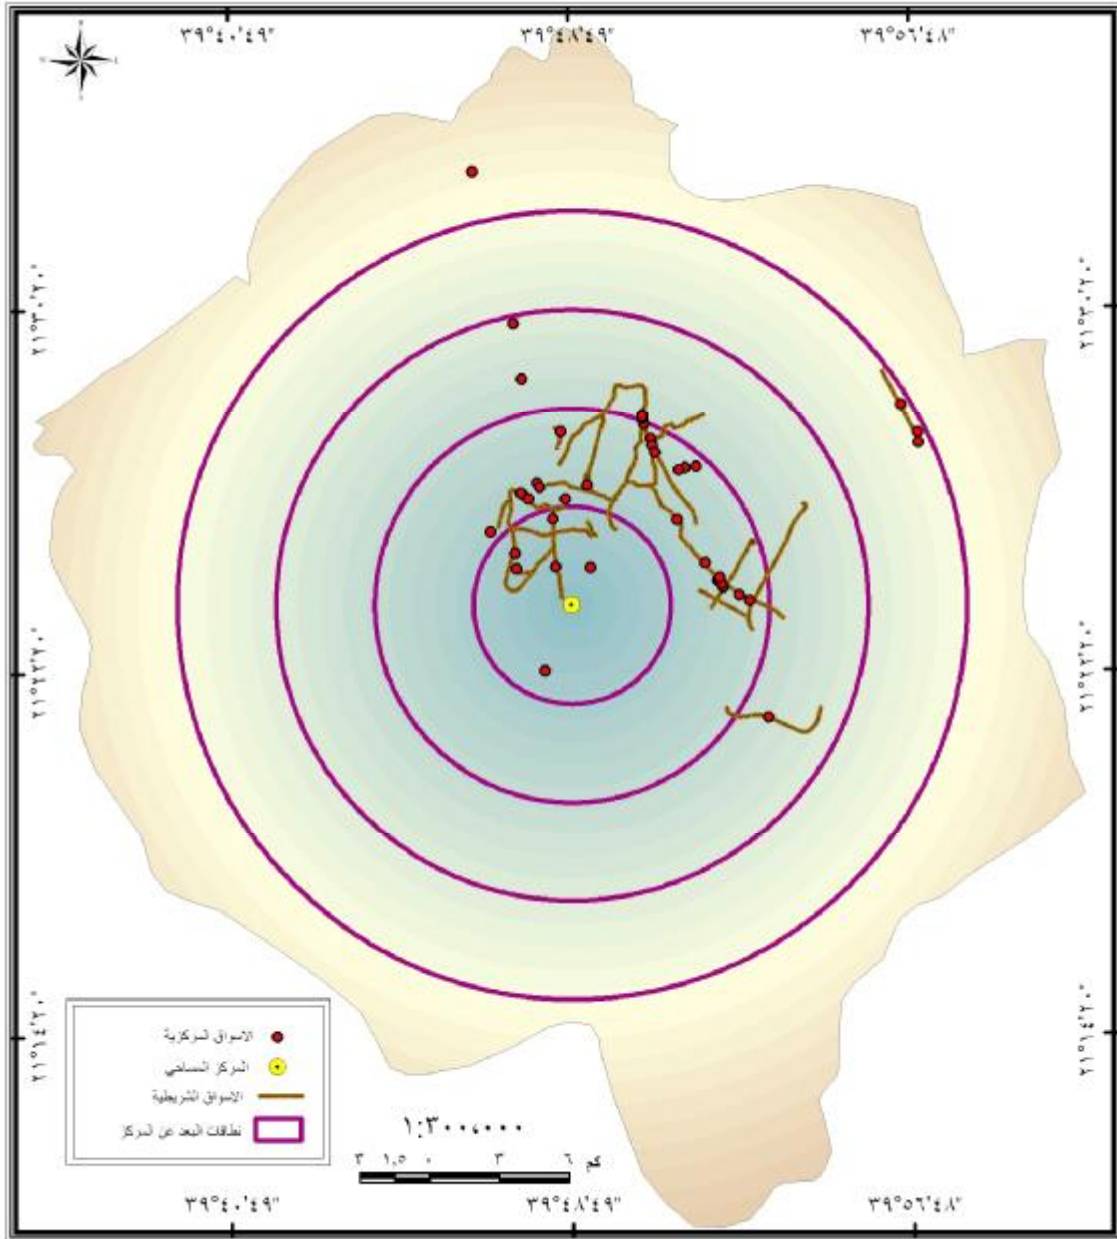 ٣٩°٤٠'٤٩"
٣٩°٤٨'٤٩"
٣٩°٥٦'٤٨"
٢١°٣٠'٢٠"
٢١°٣٠'٢٠"
٢١°٢٢'٢٠"
٢١°٢٢'٢٠"
٢١°١٤'٢٠"
٢١°١٤'٢٠"
الاسواق المركزية
المركز المساحي
الاسواق الشريطية
نطاقات البعد عن المركز
١:٣٠٠،٠٠٠
٣ ١,٥ ٠ ٣ ٦ كم
٣٩°٤٠'٤٩"
٣٩°٤٨'٤٩"
٣٩°٥٦'٤٨"